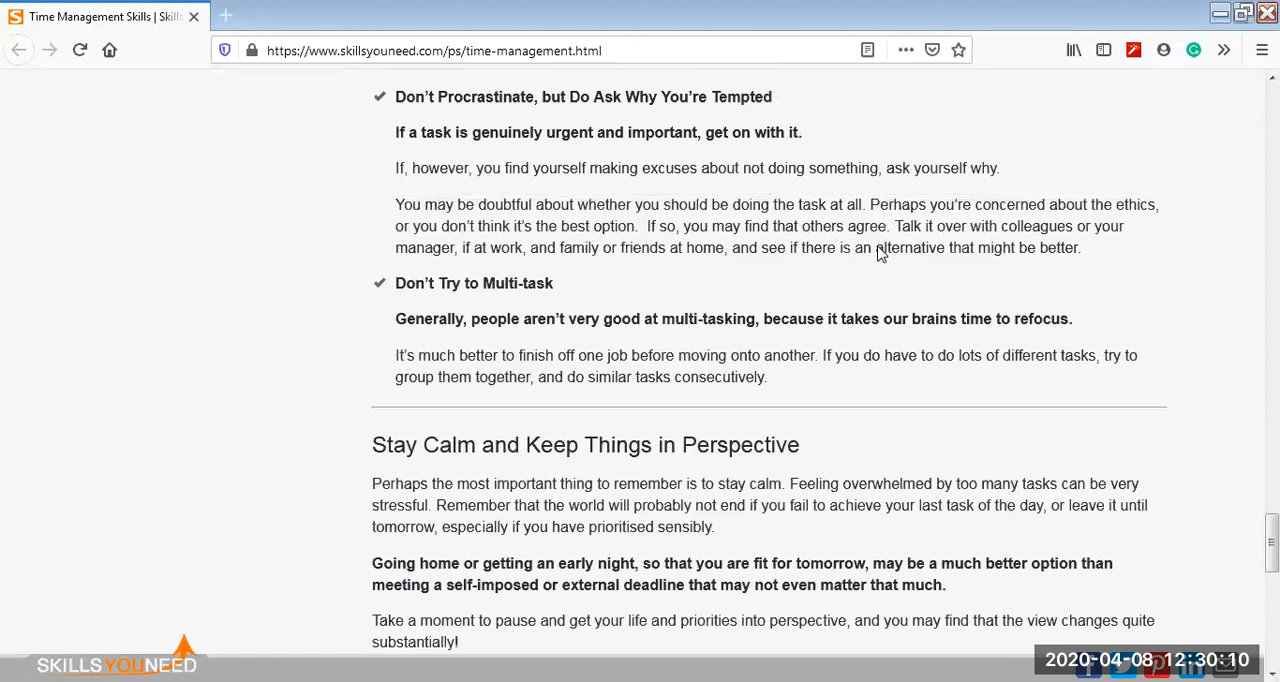 Time Management Skills | Skills
https://www.skillsyouneed.com/ps/time-management.html
Don't Procrastinate, but Do Ask Why You're Tempted
If a task is genuinely urgent and important, get on with it.
If, however, you find yourself making excuses about not doing something, ask yourself why.
You may be doubtful about whether you should be doing the task at all. Perhaps you're concerned about the ethics,
or you don't think it's the best option.  If so, you may find that others agree.  Talk it over with colleagues or your
manager, if at work, and family or friends at home, and see if there is an alternative that might be better.
Don't Try to Multi-task
Generally, people aren't very good at multi-tasking, because it takes our brains time to refocus.
It's much better to finish off one job before moving onto another. If you do have to do lots of different tasks, try to
group them together, and do similar tasks consecutively.
Stay Calm and Keep Things in Perspective
Perhaps the most important thing to remember is to stay calm. Feeling overwhelmed by too many tasks can be very
stressful. Remember that the world will probably not end if you fail to achieve your last task of the day, or leave it until
tomorrow, especially if you have prioritised sensibly.
Going home or getting an early night, so that you are fit for tomorrow, may be a much better option than
meeting a self-imposed or external deadline that may not even matter that much.
Take a moment to pause and get your life and priorities into perspective, and you may find that the view changes quite
substantially!
SKILLSYOUNEED
2020-04-08 12:30:10